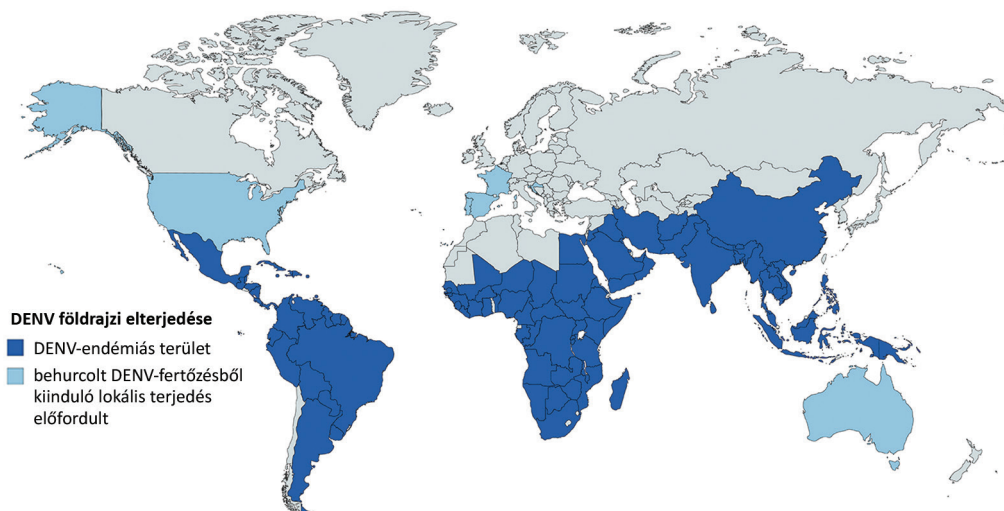 DENV földrajzi elterjedése
DENV-endémiás terület
behurcolt DENV-fertőzésből
kiinduló lokális terjedés
előfordult